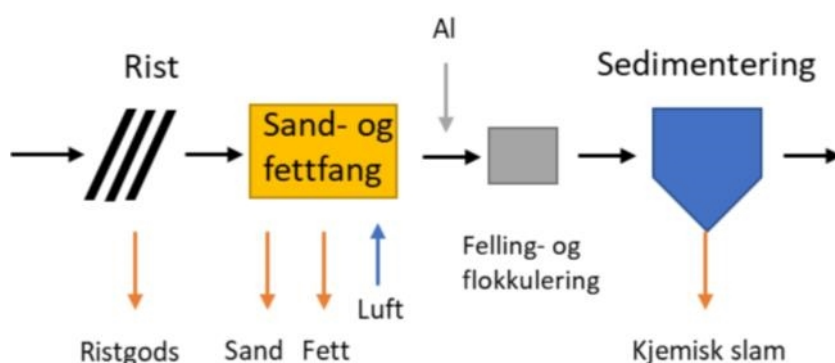 Al
Rist
Sedimentering
Sand- og
fettfang
Felling- og
flokkulering
Luft
Ristgods
Sand
Fett
Kjemisk slam